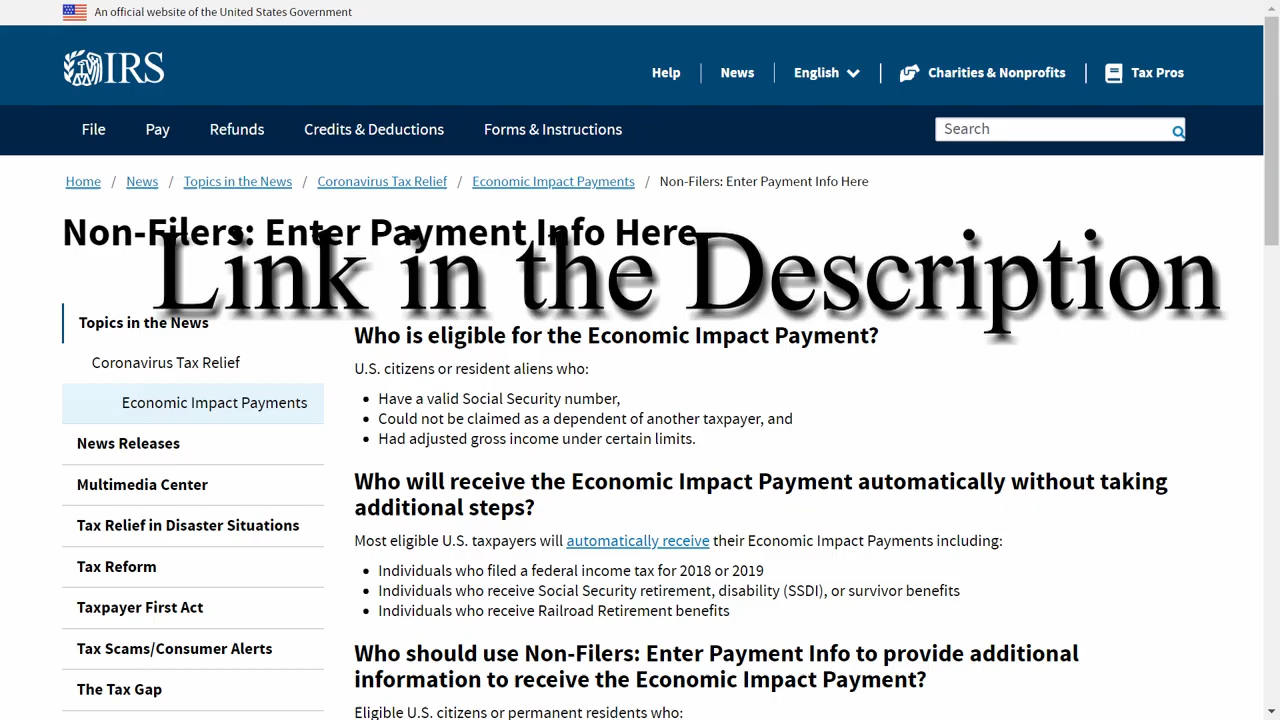 An official website of the United States Government
IRS
Help
News
English
Charities & Nonprofits
Tax Pros
File
Pay
Refunds
Credits & Deductions
Forms & Instructions
Search
Home / News / Topics in the News / Coronavirus Tax Relief / Economic Impact Payments / Non-Filers: Enter Payment Info Here
Non-Filers: Enter Payment Info Here
Link in the Description
Topics in the News
Coronavirus Tax Relief
Economic Impact Payments
News Releases
Multimedia Center
Tax Relief in Disaster Situations
Tax Reform
Taxpayer First Act
Tax Scams/Consumer Alerts
The Tax Gap
Who is eligible for the Economic Impact Payment?
U.S. citizens or resident aliens who:
• Have a valid Social Security number,
• Could not be claimed as a dependent of another taxpayer, and
• Had adjusted gross income under certain limits.
Who will receive the Economic Impact Payment automatically without taking
additional steps?
Most eligible U.S. taxpayers will automatically receive their Economic Impact Payments including:
• Individuals who filed a federal income tax for 2018 or 2019
• Individuals who receive Social Security retirement, disability (SSDI), or survivor benefits
• Individuals who receive Railroad Retirement benefits
Who should use Non-Filers: Enter Payment Info to provide additional
information to receive the Economic Impact Payment?
Eligible U.S. citizens or permanent residents who: